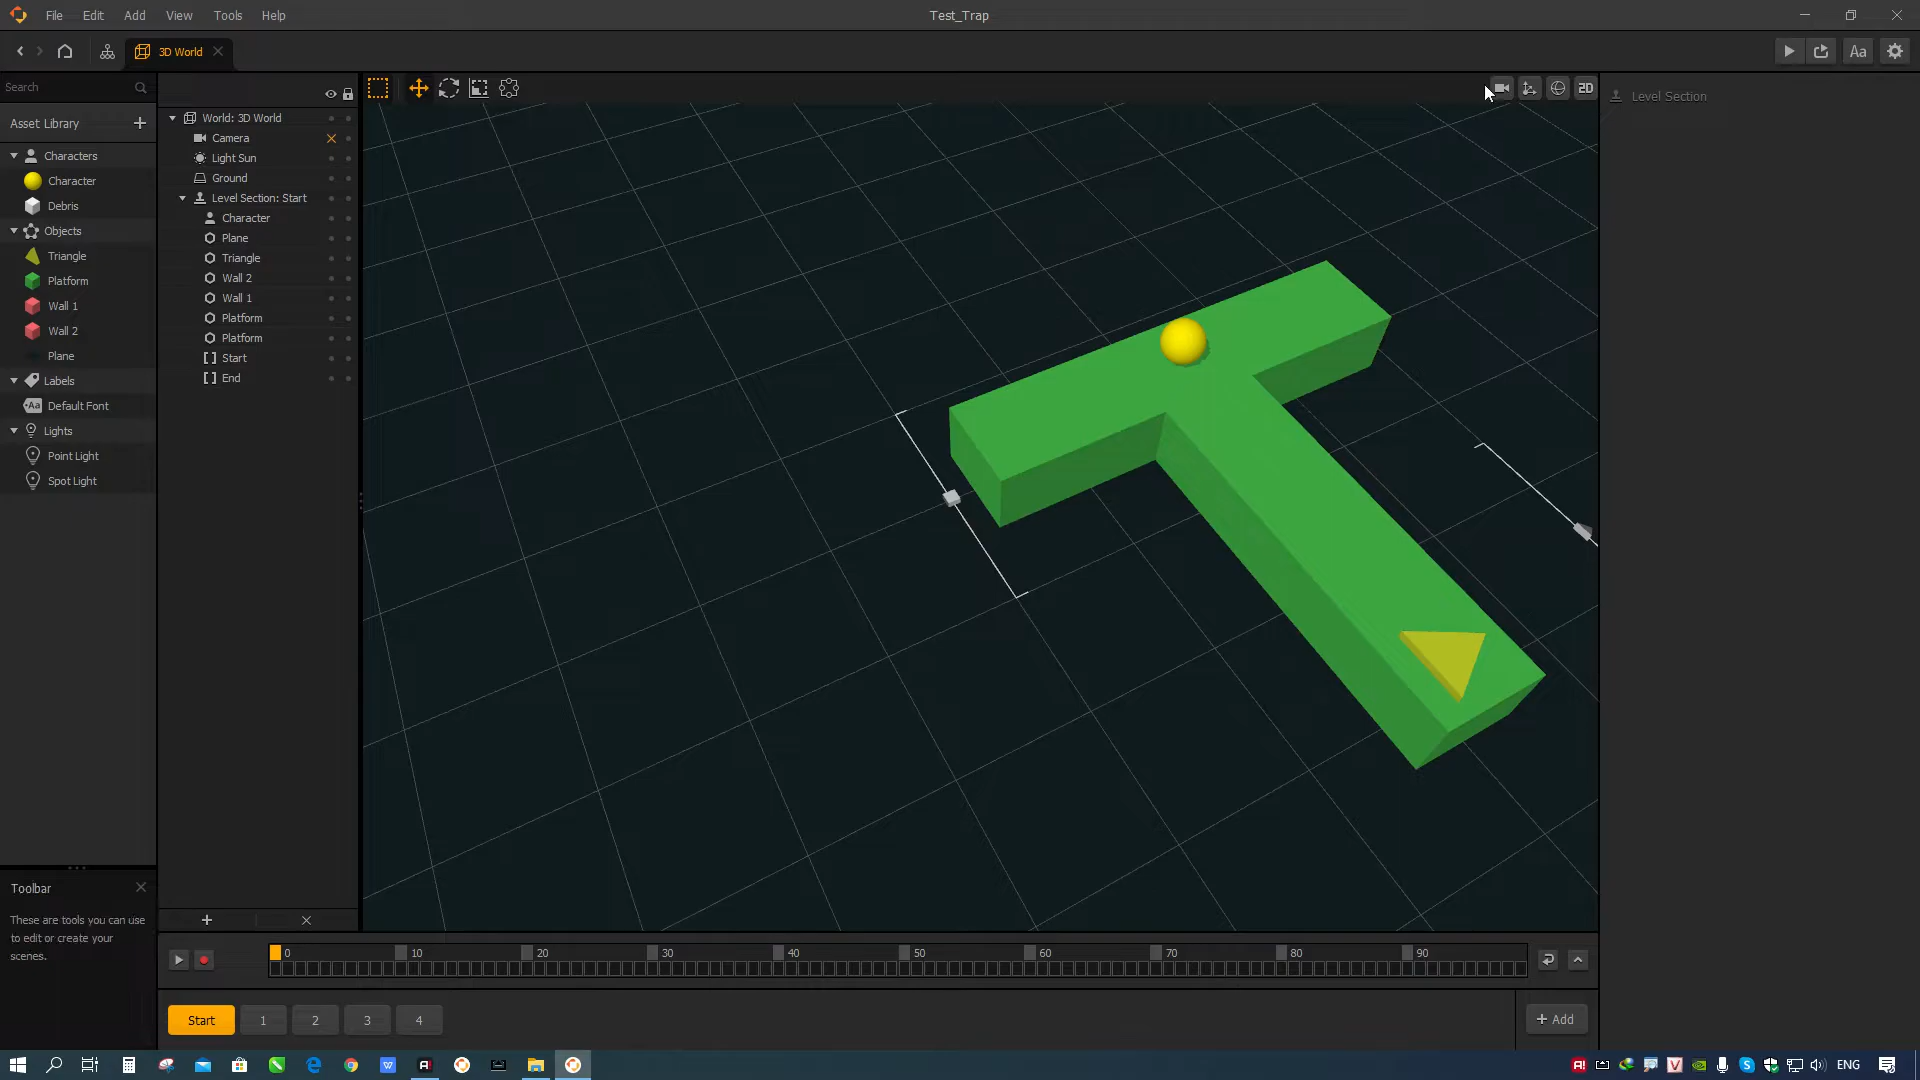 File Edit Add View Tools Help
Test_Trap
3D World
Aa
Search
Asset Library
Characters
Character
Debris
Objects
Triangle
Platform
Wall 1
Wall 2
Plane
Labels
Aa Default Font
Lights
Point Light
Spot Light
World: 3D World
Camera
Light Sun
Ground
Level Section: Start
Character
Plane
Triangle
Wall 2
Wall 1
Platform
Platform
Start
End
2D
Level Section
Toolbar
These are tools you can use
to edit or create your
scenes.
0 10 20 30 40 50 60 70 80 90
Start 1 2 3 4
+ Add
ENG